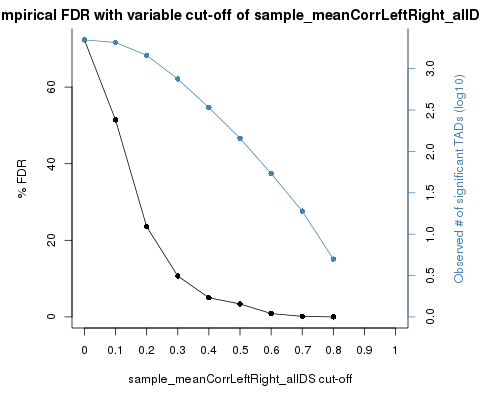 mpirical FDR with variable cut-off of sample_meanCorrLeftRight_allD
% FDR
60
40
20
0
3.0
2.5
2.0
1.5
1.0
0.5
0.0
Observed # of significant TADs (log10)
0 0.1 0.2 0.3 0.4 0.5 0.6 0.7 0.8 0.9 1
sample_meanCorrLeftRight_allDS cut-off